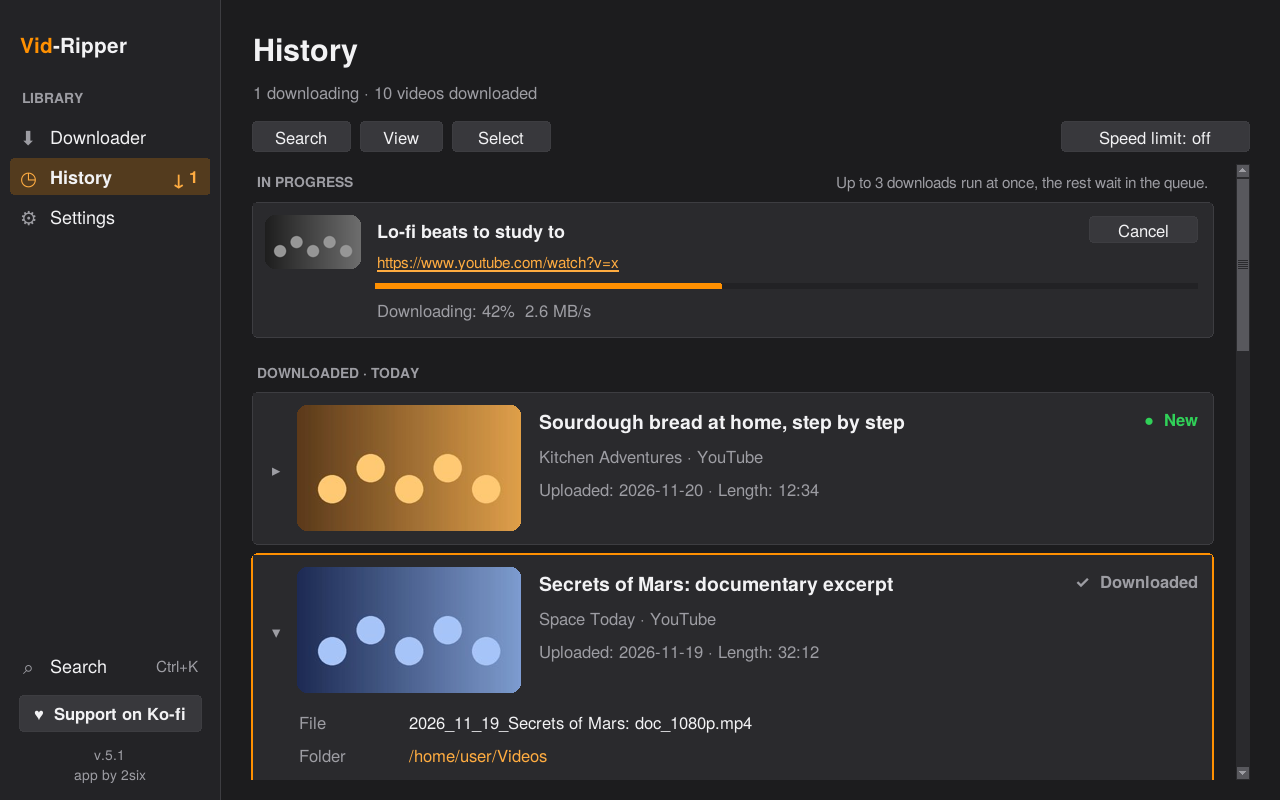 Vid-Ripper
LIBRARY
Downloader
History ↓ 1
Settings
Search Ctrl+K
♥ Support on Ko-fi
v.5.1
app by 2six
History
1 downloading · 10 videos downloaded
Search View Select Speed limit: off
IN PROGRESS Up to 3 downloads run at once, the rest wait in the queue.
Lo-fi beats to study to Cancel
https://www.youtube.com/watch?v=x
Downloading: 42% 2.6 MB/s
DOWNLOADED · TODAY
Sourdough bread at home, step by step ● New
Kitchen Adventures · YouTube
Uploaded: 2026-11-20 · Length: 12:34
Secrets of Mars: documentary excerpt ✓ Downloaded
Space Today · YouTube
Uploaded: 2026-11-19 · Length: 32:12
File 2026_11_19_Secrets of Mars: doc_1080p.mp4
Folder /home/user/Videos